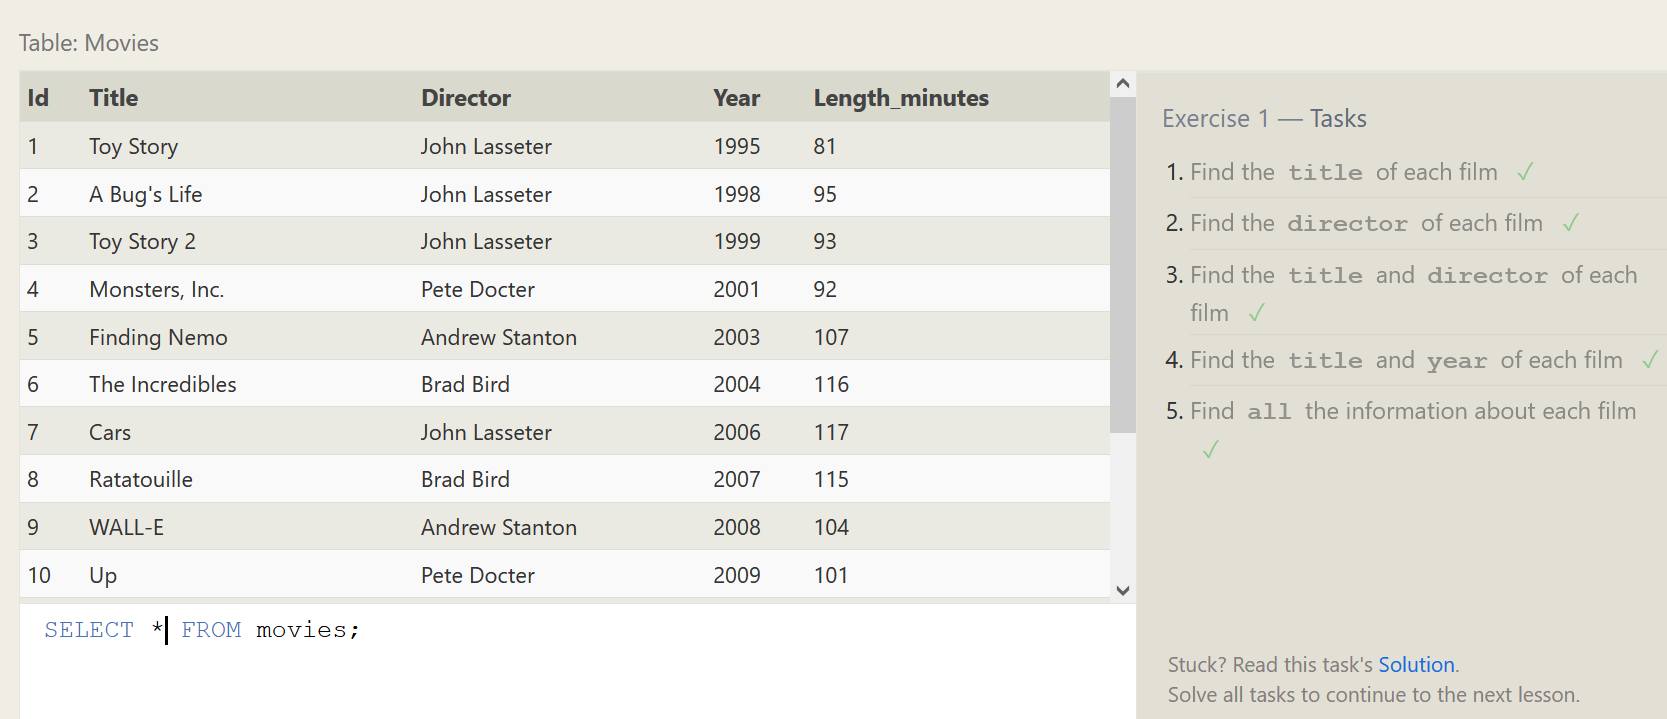 Table: Movies
Id Title Director Year Length_minutes
1 Toy Story John Lasseter 1995 81
2 A Bug's Life John Lasseter 1998 95
3 Toy Story 2 John Lasseter 1999 93
4 Monsters, Inc. Pete Docter 2001 92
5 Finding Nemo Andrew Stanton 2003 107
6 The Incredibles Brad Bird 2004 116
7 Cars John Lasseter 2006 117
8 Ratatouille Brad Bird 2007 115
9 WALL-E Andrew Stanton 2008 104
10 Up Pete Docter 2009 101
SELECT * FROM movies;
Exercise 1 — Tasks
1. Find the title of each film ✓
2. Find the director of each film ✓
3. Find the title and director of each
film ✓
4. Find the title and year of each film ✓
5. Find all the information about each film
✓
Stuck? Read this task's Solution.
Solve all tasks to continue to the next lesson.